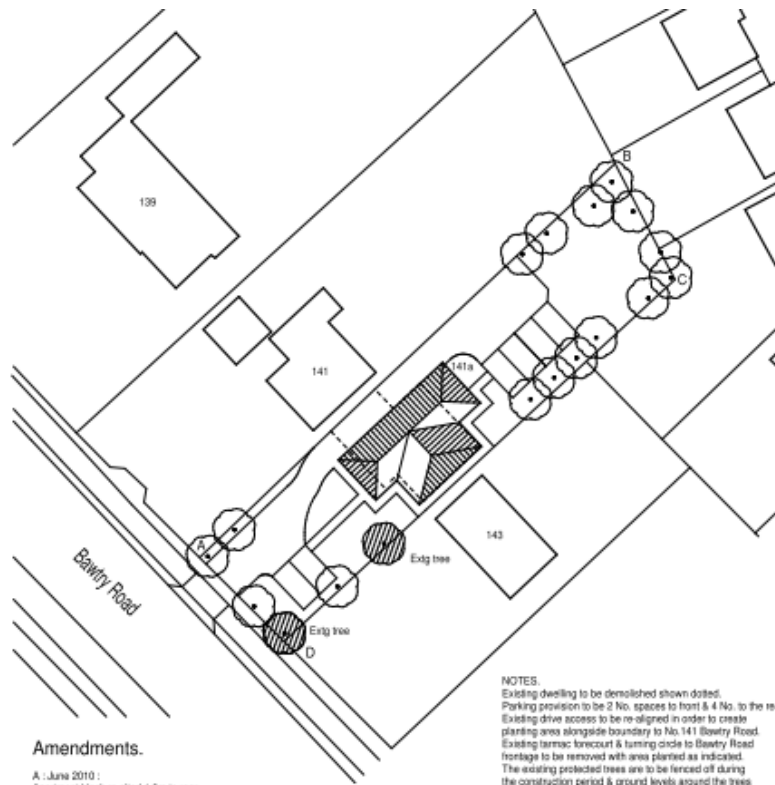 B
139
C
141a
141
143
A
Extg tree
Bawtry Road
Extg tree
D
NOTES.
Existing dwelling to be demolished shown dotted.
Parking provision to be 2 No. spaces to front & 4 No. to the re
Existing drive access to be re-aligned in order to create
planting area alongside boundary to No.141 Bawtry Road.
Existing tarmac forecourt & turning circle to Bawtry Road
frontage to be removed with area planted as indicated.
The existing protected trees are to be fenced off during
the construction period & ground levels around the trees
Amendments.
A : June 2010 :